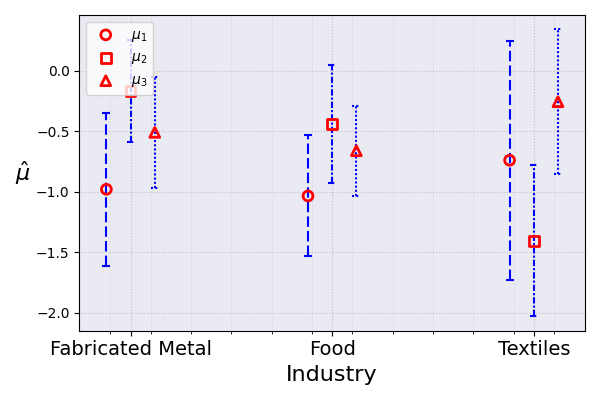 μ₁
μ₂
μ₃
0.0
−0.5
−1.0
−1.5
−2.0
μ̂
Fabricated Metal Food Textiles
Industry